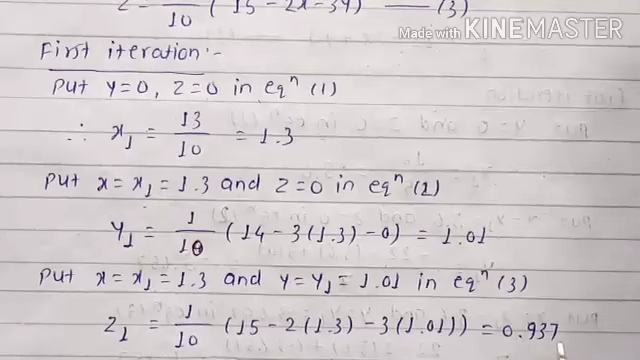 Z = 1/10 (15 - 2x - 3y) —— (3)
Made with KINEMASTER
First iteration :-
Put y=0, z=0 in eqⁿ (1)
∴ x₁ = 13/10 = 1.3
Put x = x₁ = 1.3 and z=0 in eqⁿ (2)
y₁ = 1/10 (14 - 3(1.3) - 0) = 1.01
Put x = x₁ = 1.3 and y = y₁ = 1.01 in eqⁿ (3)
z₁ = 1/10 (15 - 2(1.3) - 3(1.01)) = 0.937